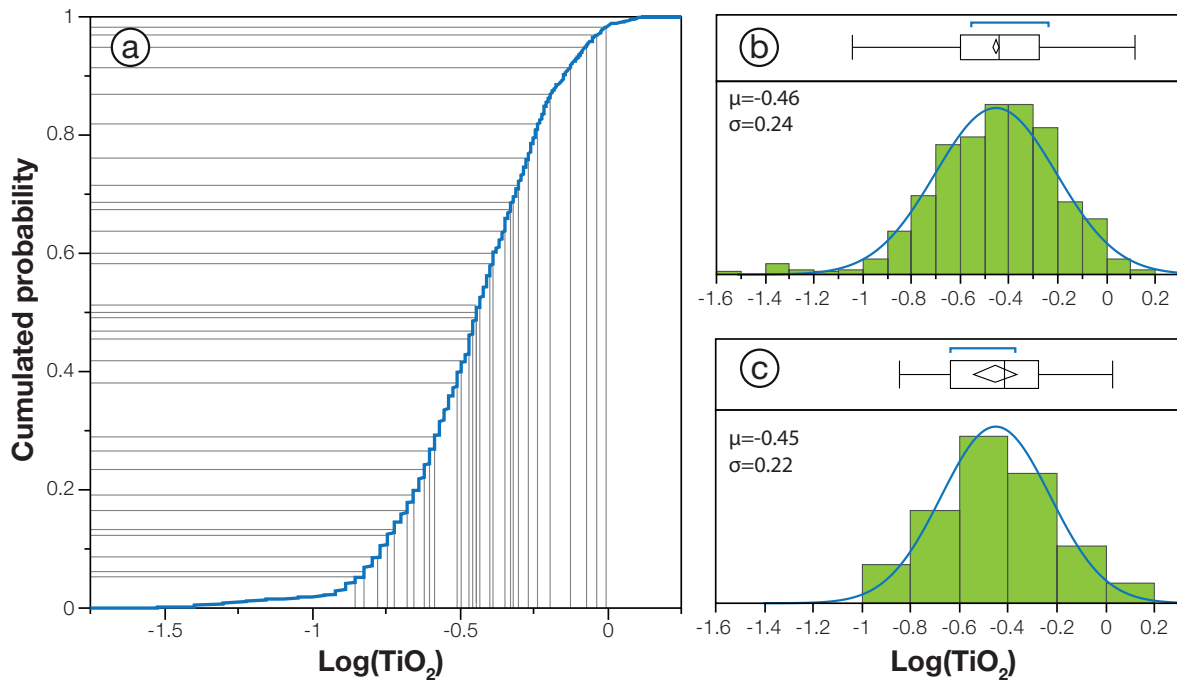 a
Cumulated probability
1
0.8
0.6
0.4
0.2
0
-1.5
-1
-0.5
0
Log(TiO₂)
b
μ=-0.46
σ=0.24
-1.6 -1.4 -1.2 -1 -0.8 -0.6 -0.4 -0.2 0 0.2
c
μ=-0.45
σ=0.22
-1.6 -1.4 -1.2 -1 -0.8 -0.6 -0.4 -0.2 0 0.2
Log(TiO₂)